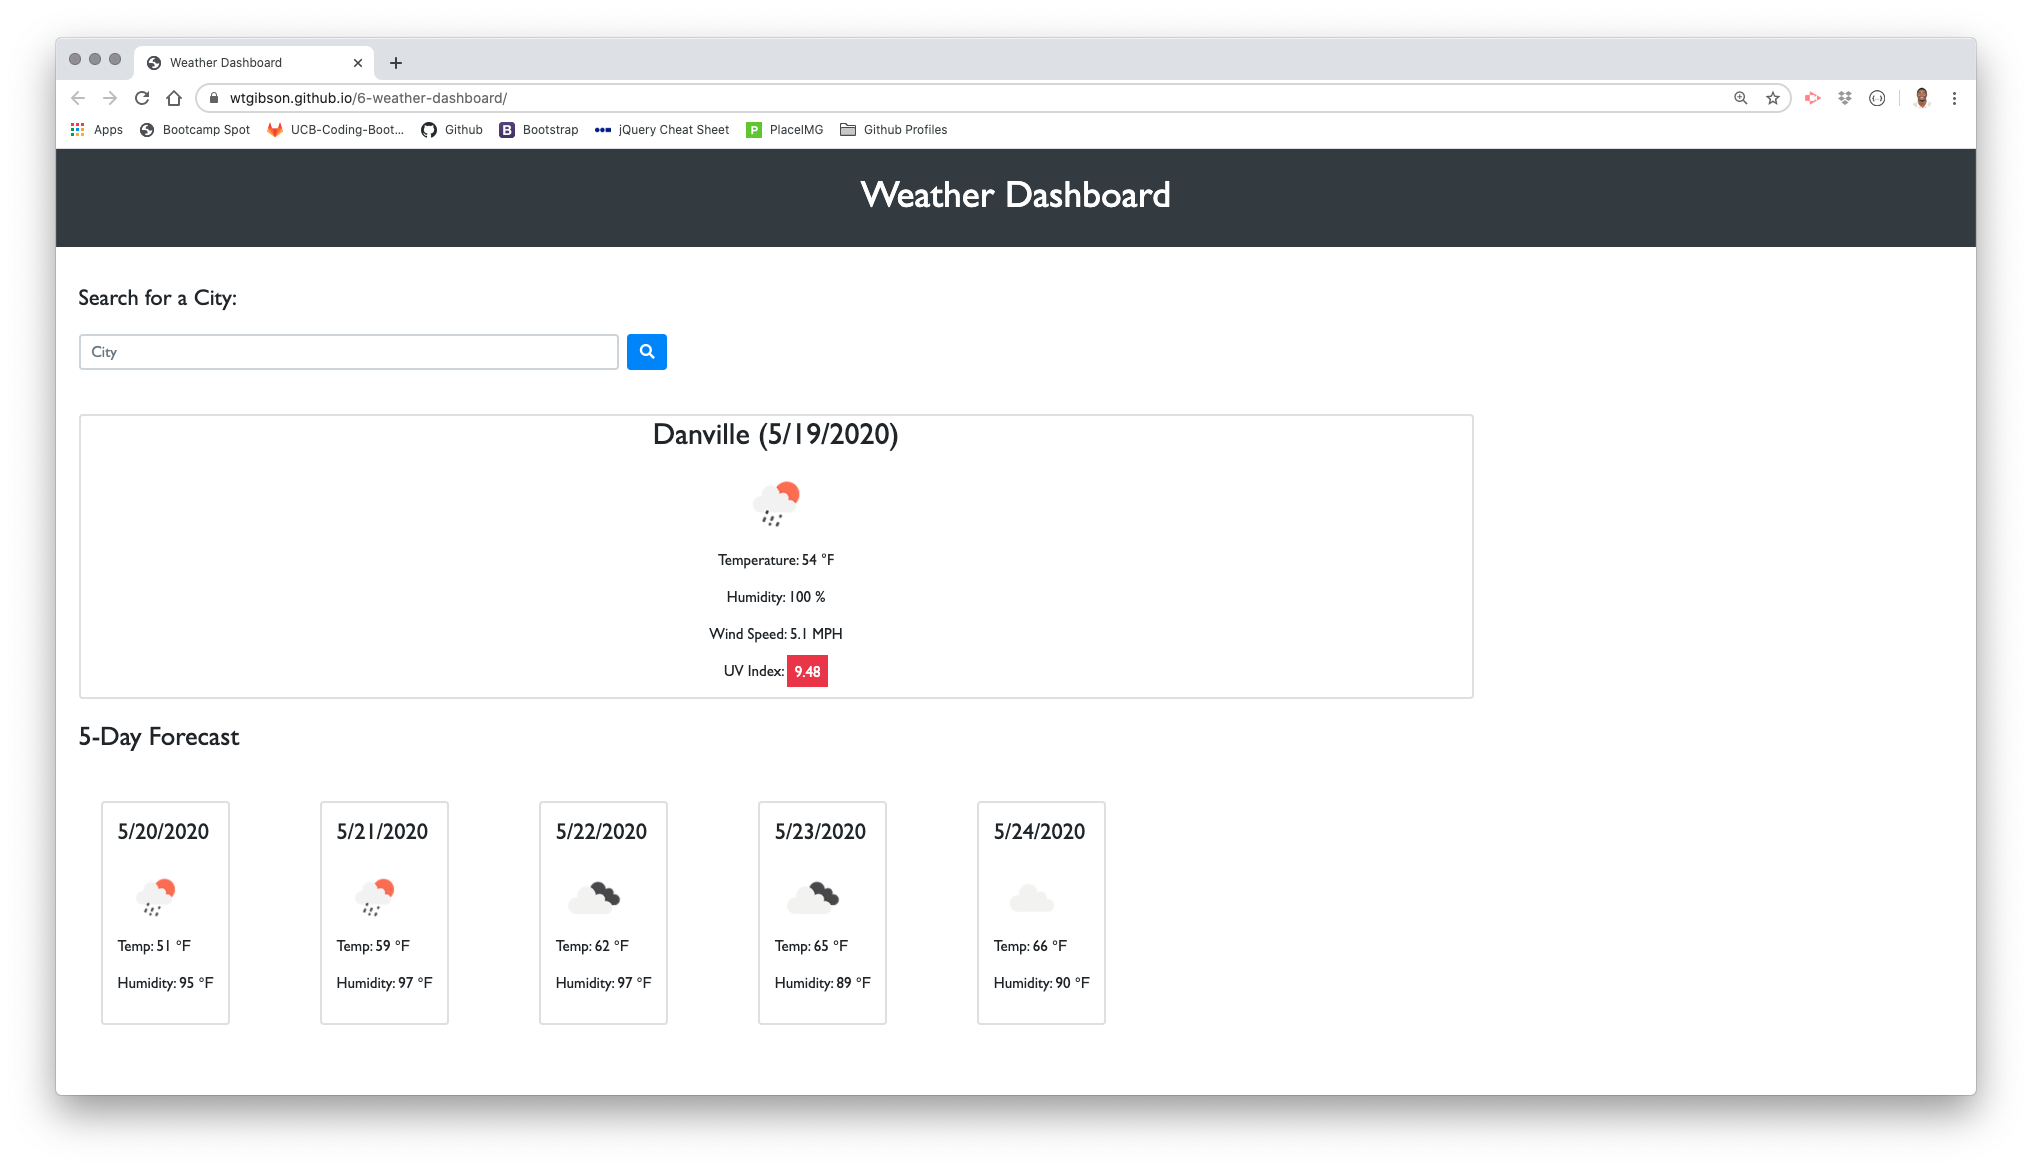 Weather Dashboard
wtgibson.github.io/6-weather-dashboard/
Apps Bootcamp Spot UCB-Coding-Boot... Github B Bootstrap jQuery Cheat Sheet P PlaceIMG Github Profiles
Weather Dashboard
Search for a City:
City
Danville (5/19/2020)
Temperature: 54 °F
Humidity: 100 %
Wind Speed: 5.1 MPH
UV Index: 9.48
5-Day Forecast
5/20/2020
Temp: 51 °F
Humidity: 95 °F
5/21/2020
Temp: 59 °F
Humidity: 97 °F
5/22/2020
Temp: 62 °F
Humidity: 97 °F
5/23/2020
Temp: 65 °F
Humidity: 89 °F
5/24/2020
Temp: 66 °F
Humidity: 90 °F